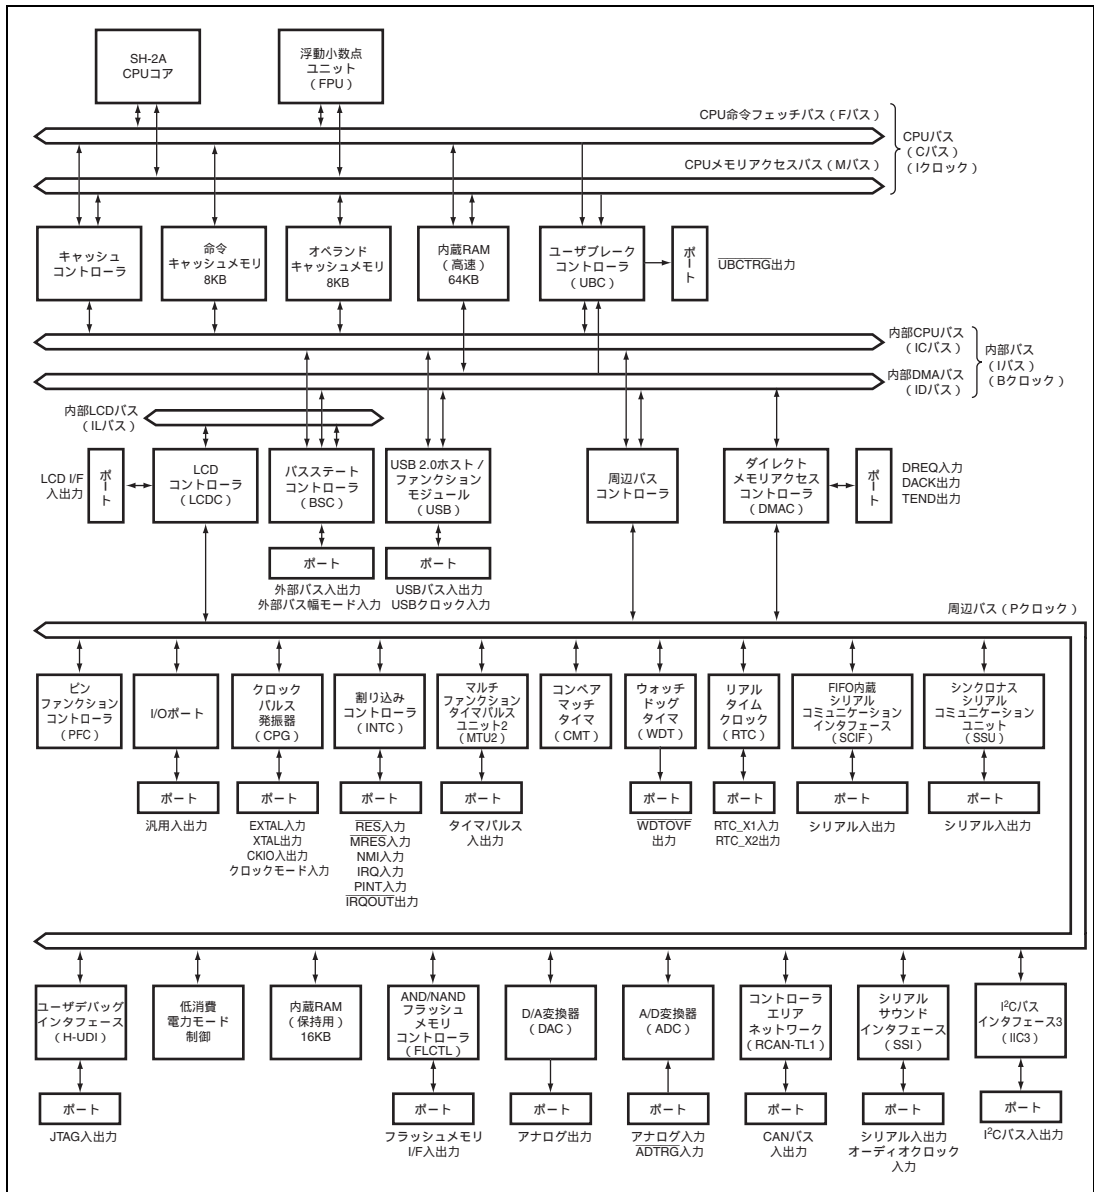 SH-2A
CPUコア
浮動小数点
ユニット
(FPU)
CPU命令フェッチバス(Fバス)
CPUメモリアクセスバス(Mバス)
CPUバス
(Cバス)
(Iクロック)
キャッシュ
コントローラ
命令
キャッシュメモリ
8KB
オペランド
キャッシュメモリ
8KB
内蔵RAM
(高速)
64KB
ユーザブレーク
コントローラ
(UBC)
ポート
UBCTRG出力
内部CPUバス
(ICバス)
内部DMAバス
(IDバス)
内部バス
(Iバス)
(Bクロック)
内部LCDバス
(ILバス)
LCD I/F
入出力
ポート
LCD
コントローラ
(LCDC)
バスステート
コントローラ
(BSC)
USB 2.0ホスト/
ファンクション
モジュール
(USB)
周辺バス
コントローラ
ダイレクト
メモリアクセス
コントローラ
(DMAC)
ポート
DREQ入力
DACK出力
TEND出力
ポート
外部バス入出力
外部バス幅モード入力
ポート
USBバス入出力
USBクロック入力
周辺バス(Pクロック)
ピン
ファンクション
コントローラ
(PFC)
I/Oポート
クロック
パルス
発振器
(CPG)
割り込み
コントローラ
(INTC)
マルチ
ファンクション
タイマパルス
ユニット2
(MTU2)
コンペア
マッチ
タイマ
(CMT)
ウォッチ
ドッグ
タイマ
(WDT)
リアル
タイム
クロック
(RTC)
FIFO内蔵
シリアル
コミュニケーション
インタフェース
(SCIF)
シンクロナス
シリアル
コミュニケーション
ユニット
(SSU)
ポート
汎用入出力
ポート
EXTAL入力
XTAL出力
CKIO入出力
クロックモード入力
ポート
RES入力
MRES入力
NMI入力
IRQ入力
PINT入力
IRQOUT出力
ポート
タイマパルス
入出力
ポート
WDTOVF
出力
ポート
RTC_X1入力
RTC_X2出力
ポート
シリアル入出力
ポート
シリアル入出力
ユーザデバッグ
インタフェース
(H-UDI)
低消費
電力モード
制御
内蔵RAM
(保持用)
16KB
AND/NAND
フラッシュ
メモリ
コントローラ
(FLCTL)
D/A変換器
(DAC)
A/D変換器
(ADC)
コントローラ
エリア
ネットワーク
(RCAN-TL1)
シリアル
サウンド
インタフェース
(SSI)
I²Cバス
インタフェース3
(IIC3)
ポート
JTAG入出力
ポート
フラッシュメモリ
I/F入出力
ポート
アナログ出力
ポート
アナログ入力
ADTRG入力
ポート
CANバス
入出力
ポート
シリアル入出力
オーディオクロック
入力
ポート
I²Cバス入出力